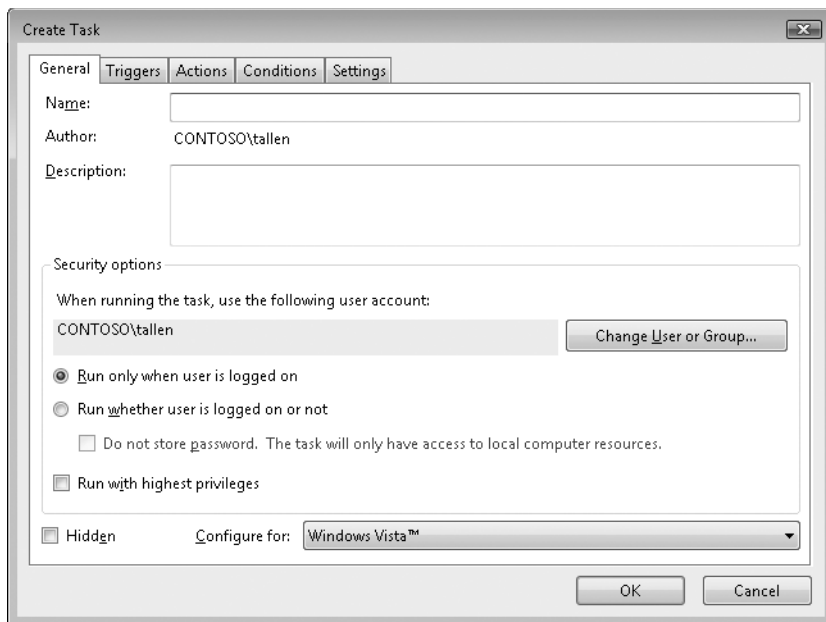 Create Task
General Triggers Actions Conditions Settings
Name:
Author: CONTOSO\tallen
Description:
Security options
When running the task, use the following user account:
CONTOSO\tallen Change User or Group...
Run only when user is logged on
Run whether user is logged on or not
Do not store password. The task will only have access to local computer resources.
Run with highest privileges
Hidden Configure for: Windows Vista™
OK Cancel